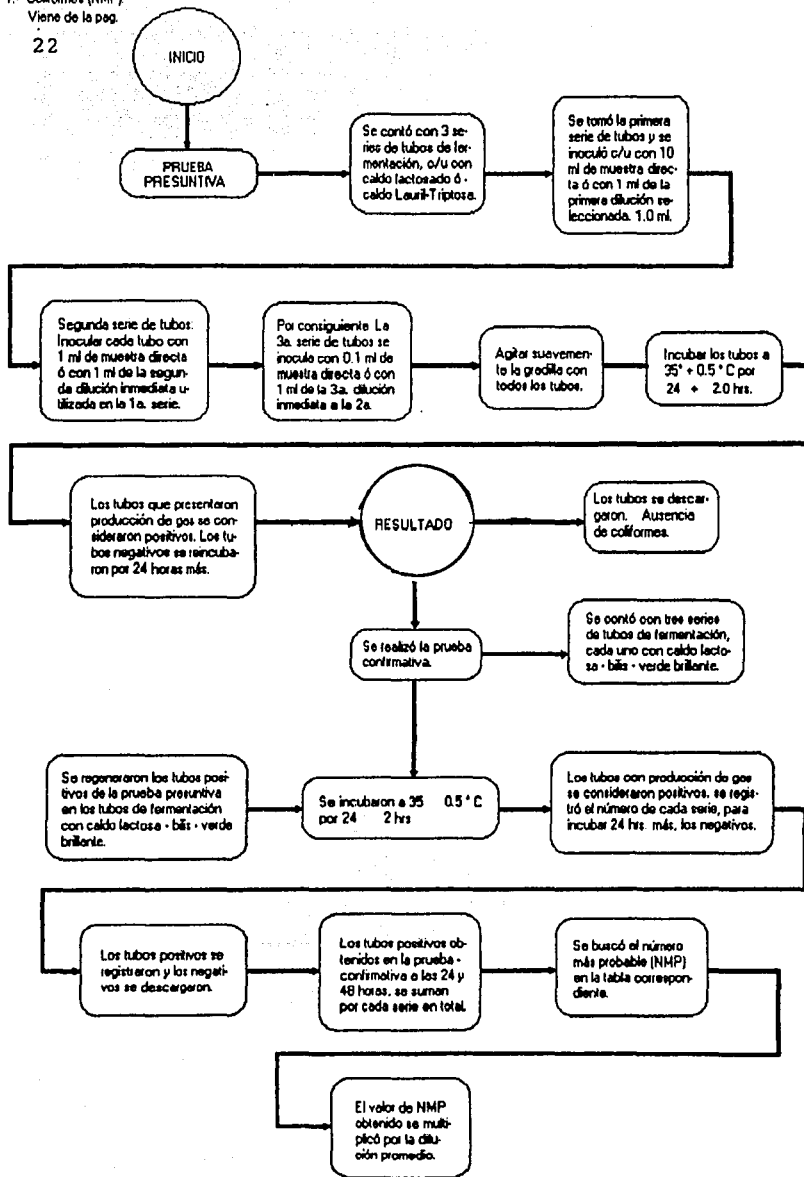 (NMP)
Viene de la pag.
22
INICIO
PRUEBA
PRESUNTIVA
Se contó con 3 se-
ries de tubos de fer-
mentación, c/u con
caldo lactosado ó -
caldo Lauril-Triptosa.
Se tomó la primera
serie de tubos y se
inoculó c/u con 10
ml de muestra direc-
ta ó con 1 ml de la
primera dilución se-
leccionada. 1.0 ml.
Segunda serie de tubos:
Inocular cada tubo con
1 ml de muestra directa
ó con 1 ml de la segun-
da dilución inmediata u-
tilizada en la 1a. serie.
Por consiguiente La
3a. serie de tubos se
inocula con 0.1 ml de
muestra directa ó con
1 ml de la 3a. dilución
inmediata a la 2a.
Agitar suavemen-
te la gradilla con
todos los tubos.
Incubar los tubos a
35° + 0.5 ° C por
24 + 2.0 hrs.
Los tubos que presentaron
producción de gas se con-
sideraron positivos. Los tu-
bos negativos se reincuba-
ron por 24 horas más.
RESULTADO
Los tubos se descar-
garon. Ausencia
de coliformes.
Se realizó la prueba
confirmativa.
Se contó con tres series
de tubos de fermentación,
cada uno con caldo lacto-
sa - bilis - verde brillante.
Se regeneraron los tubos posi-
tivos de la prueba presuntiva
en los tubos de fermentación
con caldo lactosa - bilis - verde
brillante.
Se incubaron a 35 0.5 ° C
por 24 2 hrs
Los tubos con producción de gas
se consideraron positivos, se regis-
tró el número de cada serie, para
incubar 24 hrs. más, los negativos.
Los tubos positivos se
registraron y los negati-
vos se descargaron.
Los tubos positivos ob-
tenidos en la prueba -
confirmativa a las 24 y
48 horas, se suman
por cada serie en total.
Se buscó el número
más probable (NMP)
en la tabla correspon-
diente.
El valor de NMP
obtenido se multi-
plicó por la dilu-
ción promedio.